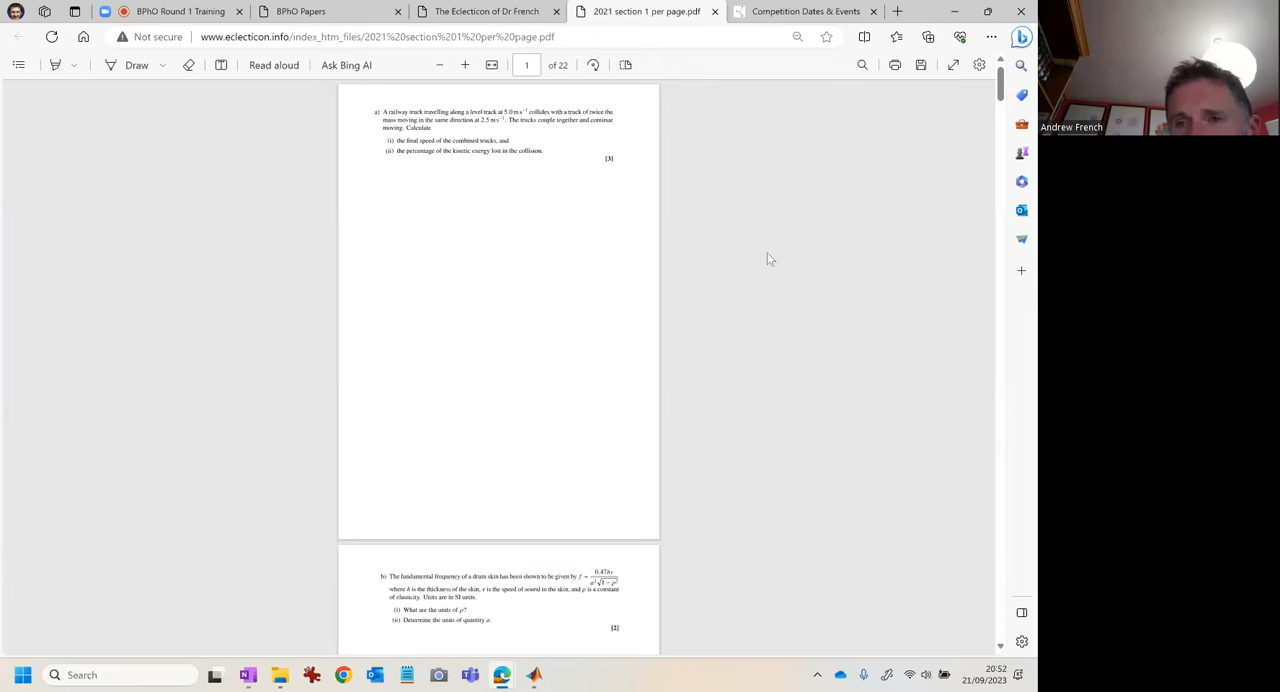 BPhO Round 1 Training
BPhO Papers
The Eclecticon of Dr French
2021 section 1 per page.pdf
Competition Dates & Events
Not secure
www.eclecticon.info/index_htm_files/2021%20section%201%20per%20page.pdf
Draw
Read aloud
Ask Bing AI
1 of 22
a) A railway truck travelling along a level track at 5.0 m s⁻¹ collides with a truck of twice the
mass moving in the same direction at 2.5 m s⁻¹. The trucks couple together and continue
moving. Calculate
(i) the final speed of the combined trucks, and
(ii) the percentage of the kinetic energy lost in the collision.
[3]
b) The fundamental frequency of a drum skin has been shown to be given by f = 0.47hv / a²√(1 − ρ²)
where h is the thickness of the skin, v is the speed of sound in the skin, and ρ is a constant
of elasticity. Units are in SI units.
(i) What are the units of ρ?
(ii) Determine the units of quantity a.
[2]
Andrew French
Search
20:52
21/09/2023